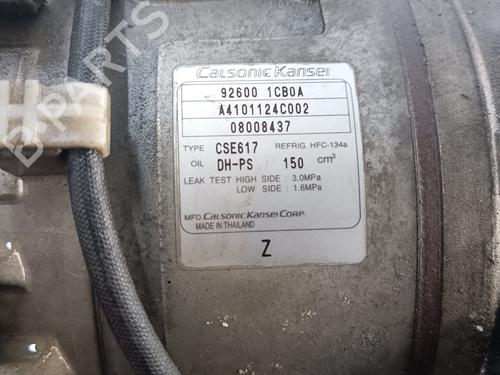 Calsonic Kansei
92600 1CB0A
A4101124C002
08008437
TYPE CSE617 REFRIG. HFC-134a
OIL DH-PS 150 cm³
LEAK TEST HIGH SIDE : 3.0MPa
LOW SIDE : 1.6MPa
MFD. Calsonic Kansei Corp.
MADE IN THAILAND
Z